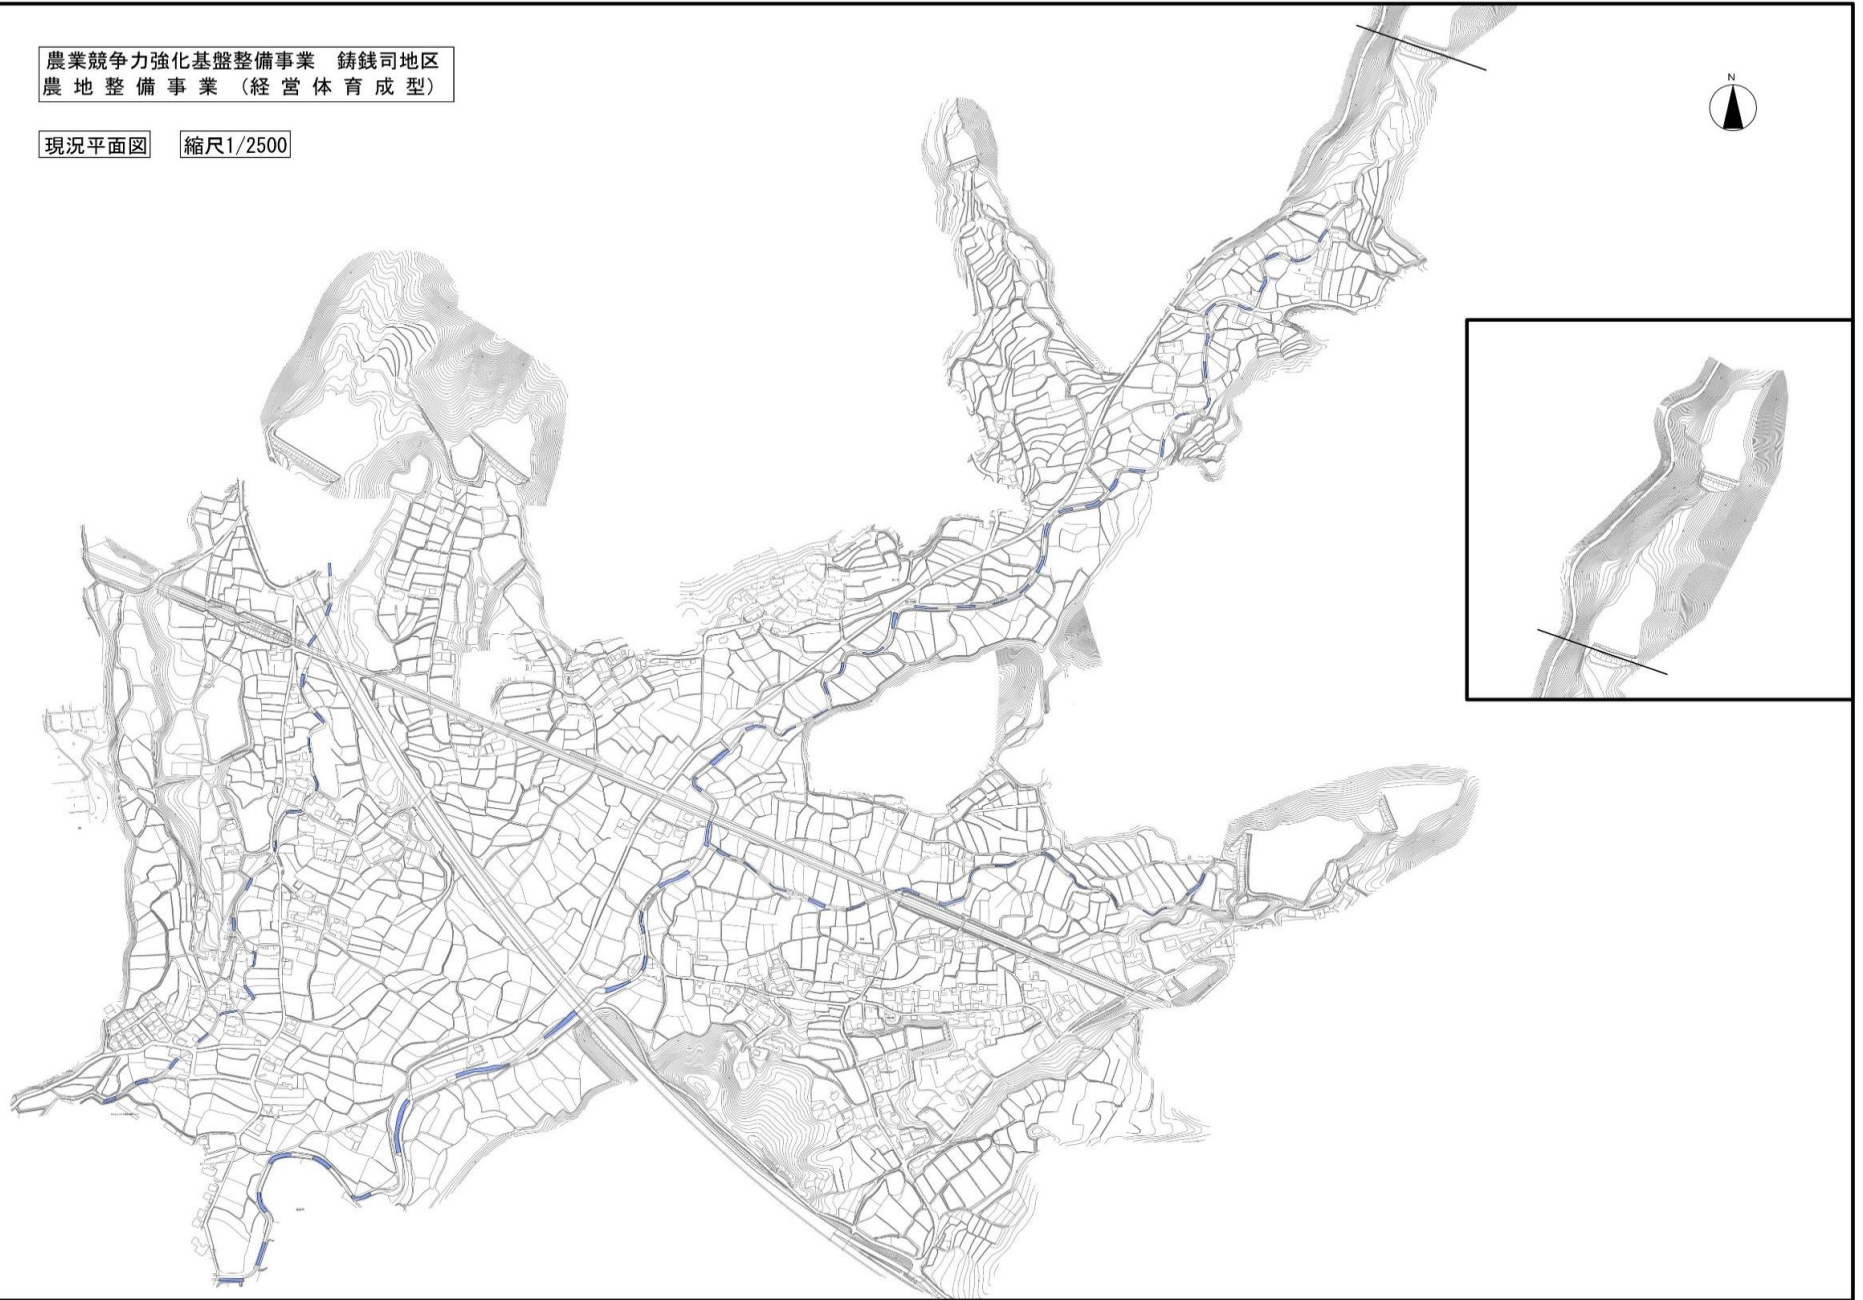 農業競争力強化基盤整備事業　鋳銭司地区
農地整備事業（経営体育成型）
現況平面図
縮尺1/2500
N